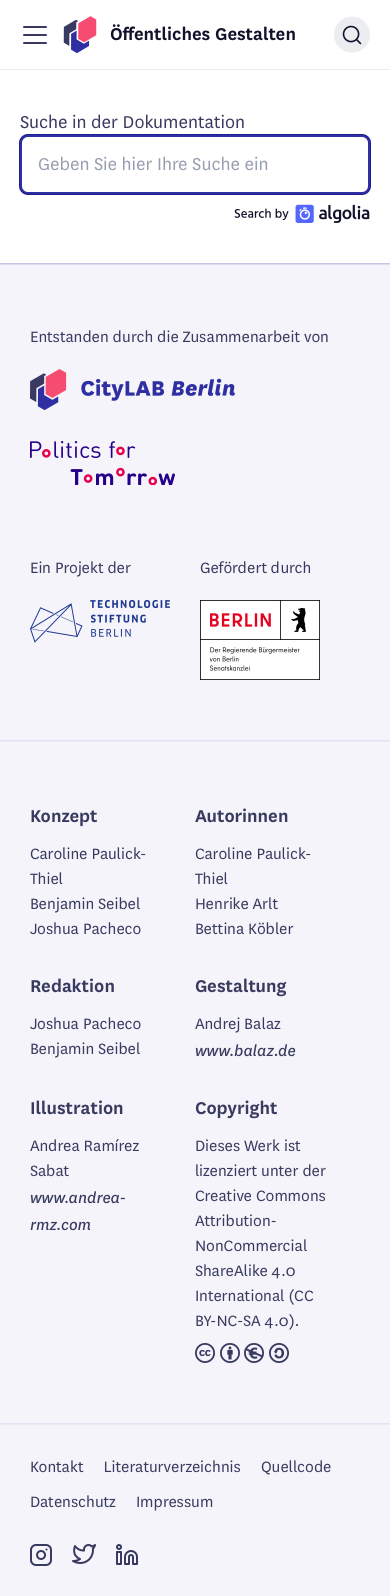 Öffentliches Gestalten
Suche in der Dokumentation
Geben Sie hier Ihre Suche ein
Search by algolia
Entstanden durch die Zusammenarbeit von
CityLAB Berlin
Politics for
Tomorrow
Ein Projekt der
TECHNOLOGIE
STIFTUNG
BERLIN
Gefördert durch
BERLIN
Der Regierende Bürgermeister
von Berlin
Senatskanzlei
Konzept
Caroline Paulick-
Thiel
Benjamin Seibel
Joshua Pacheco
Autorinnen
Caroline Paulick-
Thiel
Henrike Arlt
Bettina Köbler
Redaktion
Joshua Pacheco
Benjamin Seibel
Gestaltung
Andrej Balaz
www.balaz.de
Illustration
Andrea Ramírez
Sabat
www.andrea-
rmz.com
Copyright
Dieses Werk ist
lizenziert unter der
Creative Commons
Attribution-
NonCommercial
ShareAlike 4.0
International (CC
BY-NC-SA 4.0).
Kontakt Literaturverzeichnis Quellcode
Datenschutz Impressum